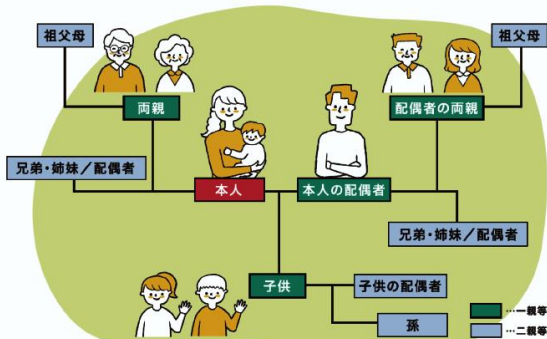 祖父母
祖父母
両親
配偶者の両親
兄弟・姉妹／配偶者
本人
本人の配偶者
兄弟・姉妹／配偶者
子供
子供の配偶者
孫
…一親等
…二親等